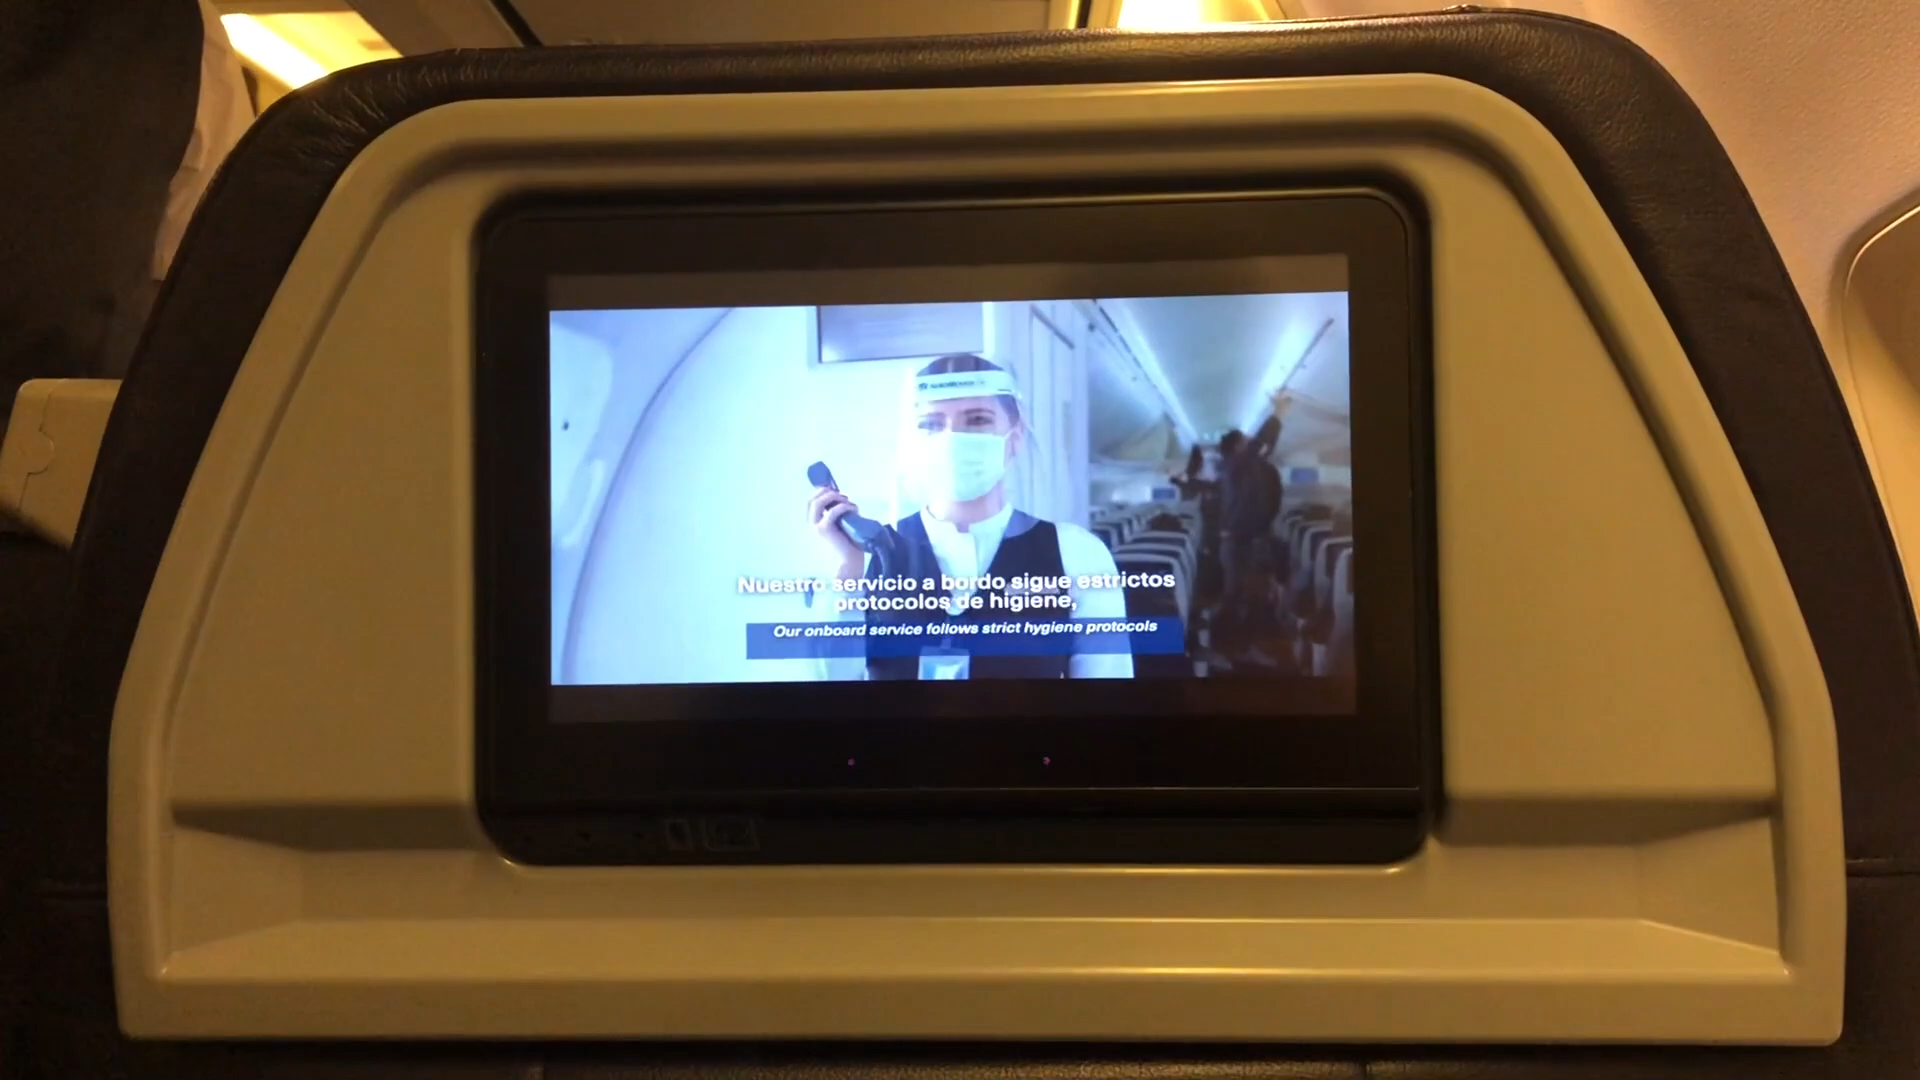 Nuestro servicio a bordo sigue estrictos
protocolos de higiene,
Our onboard service follows strict hygiene protocols